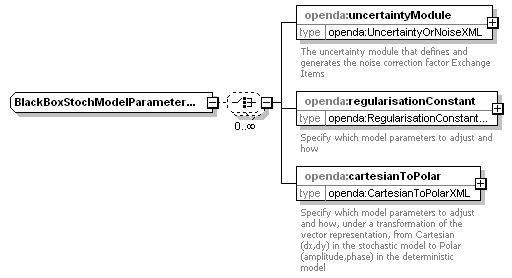 openda:uncertaintyModule
type openda:UncertaintyOrNoiseXML
The uncertainty module that defines and
generates the noise correction factor Exchange
Items
BlackBoxStochModelParameter...
0..∞
openda:regularisationConstant
type openda:RegularisationConstant...
Specify which model parameters to adjust and
how
openda:cartesianToPolar
type openda:CartesianToPolarXML
Specify which model parameters to adjust
and how, under a transformation of the
vector representation, from Cartesian
(dx,dy) in the stochastic model to Polar
(amplitude,phase) in the deterministic
model